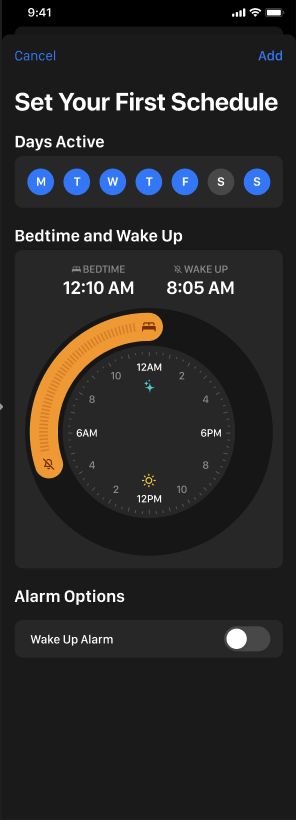 9:41
Cancel Add
Set Your First Schedule
Days Active
M T W T F S S
Bedtime and Wake Up
BEDTIME WAKE UP
12:10 AM 8:05 AM
12AM
10 2
8 4
6AM 6PM
4 8
2 10
12PM
Alarm Options
Wake Up Alarm